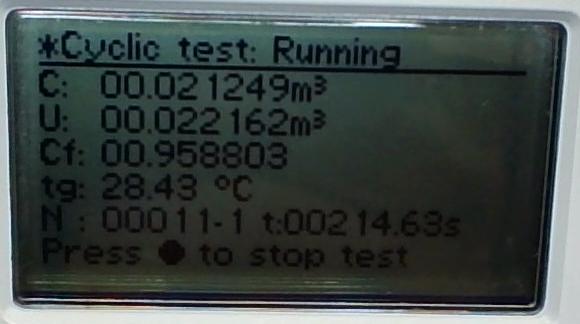 *Cyclic test: Running
C: 00.021249m³
U: 00.022162m³
Cf: 00.958803
tg: 28.43 °C
N : 00011-1 t:00214.63s
Press ● to stop test